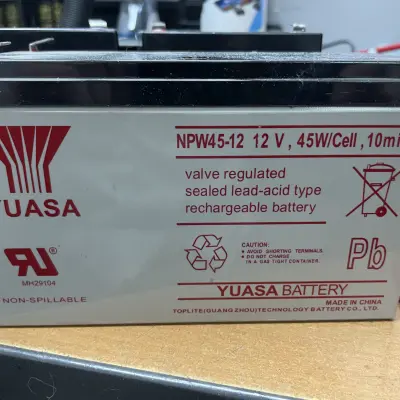 NPW45-12 12 V , 45W/Cell , 10mi
valve regulated
sealed lead-acid type
rechargeable battery
YUASA
MH29104
NON-SPILLABLE
CAUTION:
AVOID SHORTING TERMINALS.
DO NOT CHARGE
IN A GAS TIGHT CONTAINER.
Pb
YUASA BATTERY
MADE IN CHINA
TOPLITE(GUANG ZHOU)TECHNOLOGY BATTERY CO., LTD.